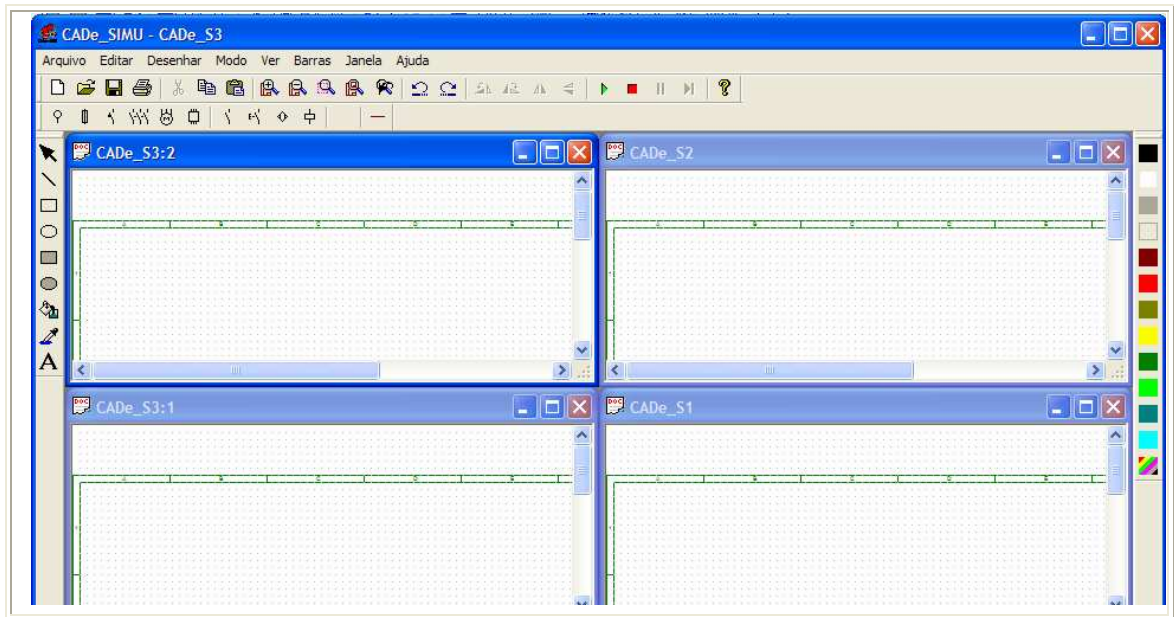 CADe_SIMU - CADe_S3
Arquivo Editar Desenhar Modo Ver Barras Janela Ajuda
CADe_S3:2
CADe_S2
A
CADe_S3:1
CADe_S1